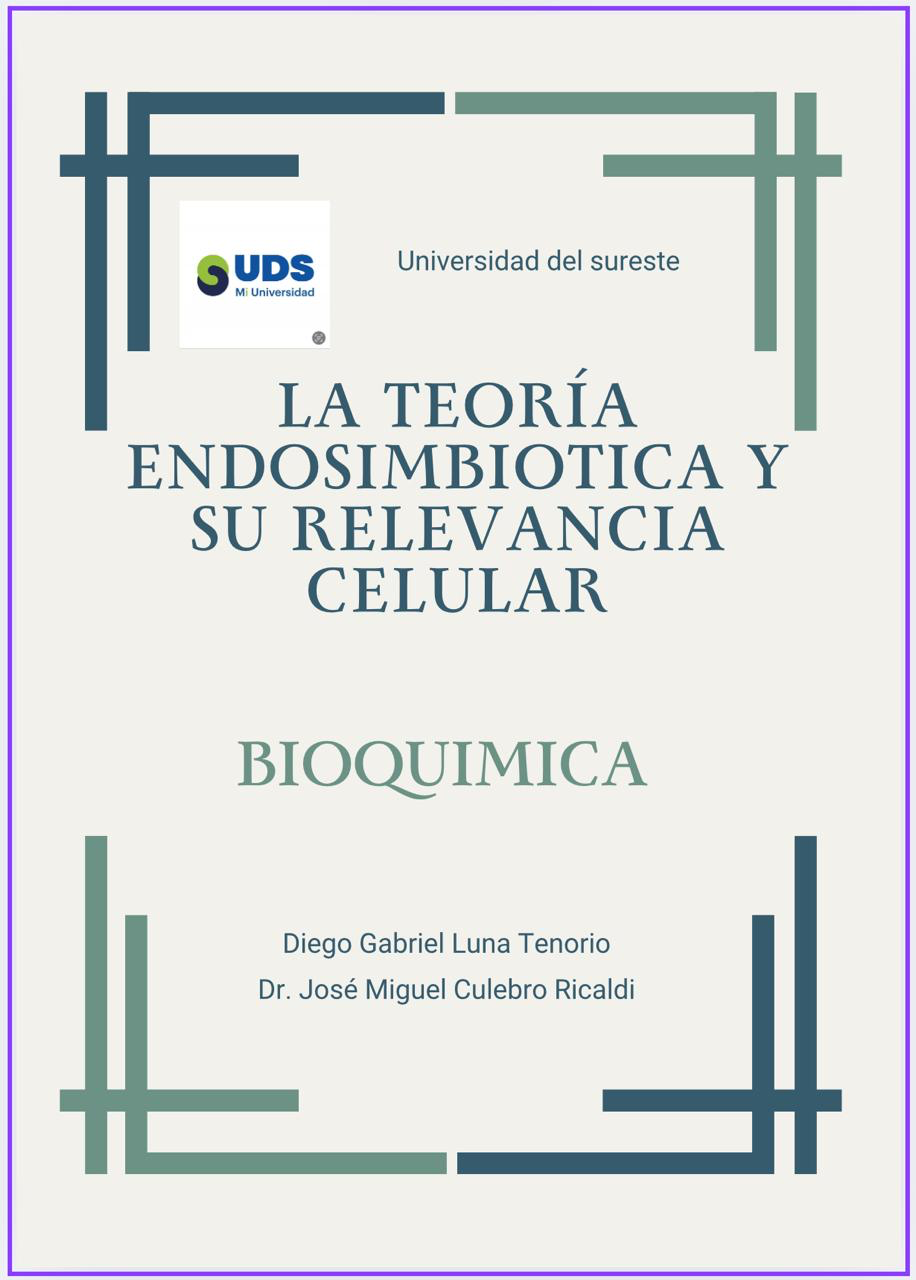 UDS
Mi Universidad
Universidad del sureste
LA TEORÍA
ENDOSIMBIOTICA Y
SU RELEVANCIA
CELULAR
BIOQUIMICA
Diego Gabriel Luna Tenorio
Dr. José Miguel Culebro Ricaldi